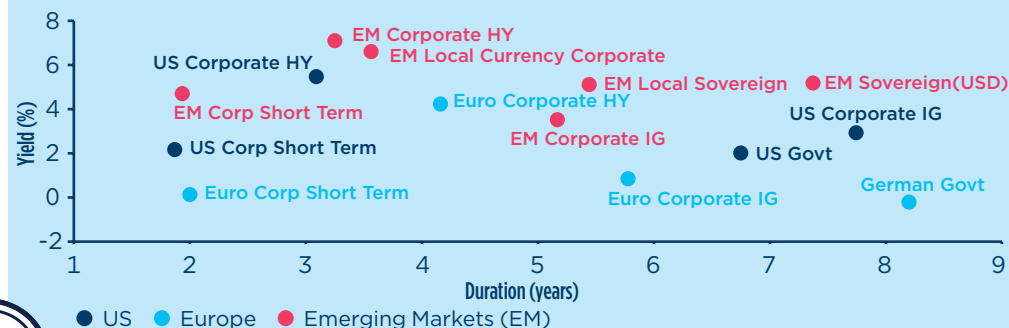 8
EM Corporate HY
US Corporate HY
EM Local Currency Corporate
6
EM Local Sovereign
EM Sovereign(USD)
Euro Corporate HY
EM Corp Short Term
US Corporate IG
4
EM Corporate IG
Yield (%)
US Corp Short Term
US Govt
2
Euro Corp Short Term
Euro Corporate IG
German Govt
0
-2
1 2 3 4 5 6 7 8 9
Duration (years)
US Europe Emerging Markets (EM)